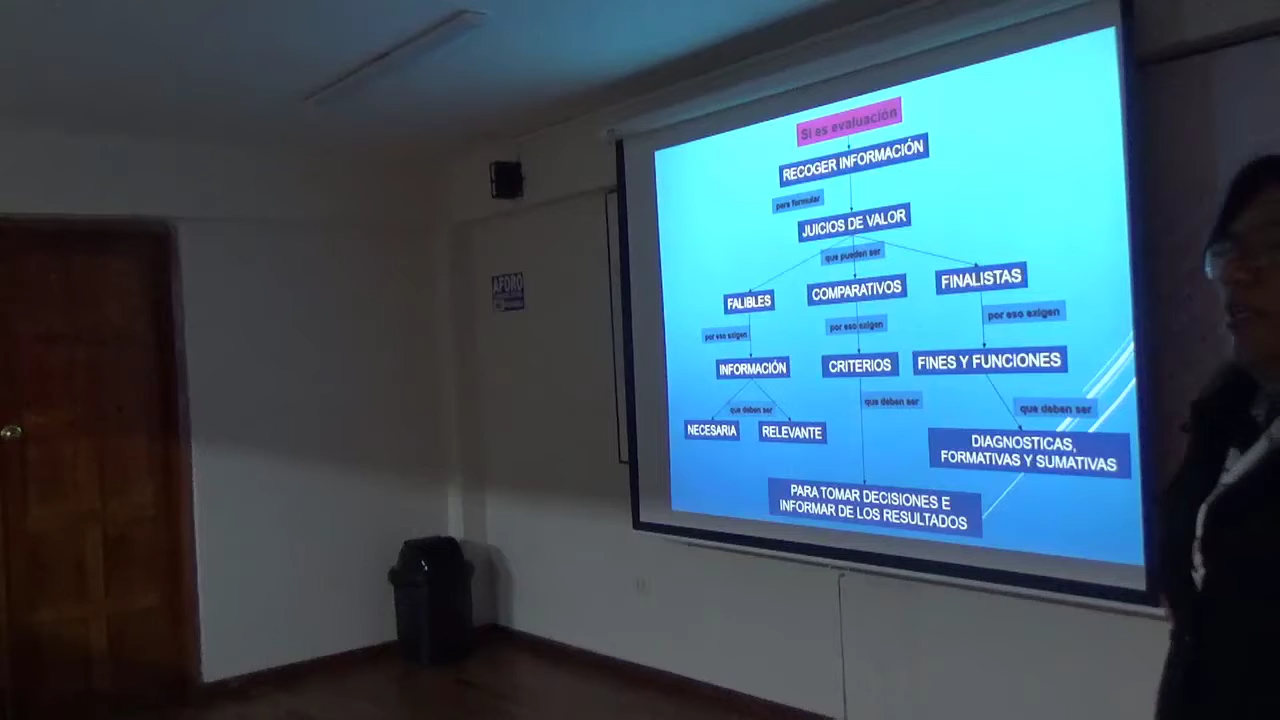 Si es evaluación
RECOGER INFORMACIÓN
para formular
JUICIOS DE VALOR
que pueden ser
FALIBLES
COMPARATIVOS
FINALISTAS
por eso exigen
por eso exigen
por eso exigen
INFORMACIÓN
CRITERIOS
FINES Y FUNCIONES
que deben ser
que deben ser
que deben ser
NECESARIA
RELEVANTE
DIAGNOSTICAS,
FORMATIVAS Y SUMATIVAS
PARA TOMAR DECISIONES E
INFORMAR DE LOS RESULTADOS
AFORO